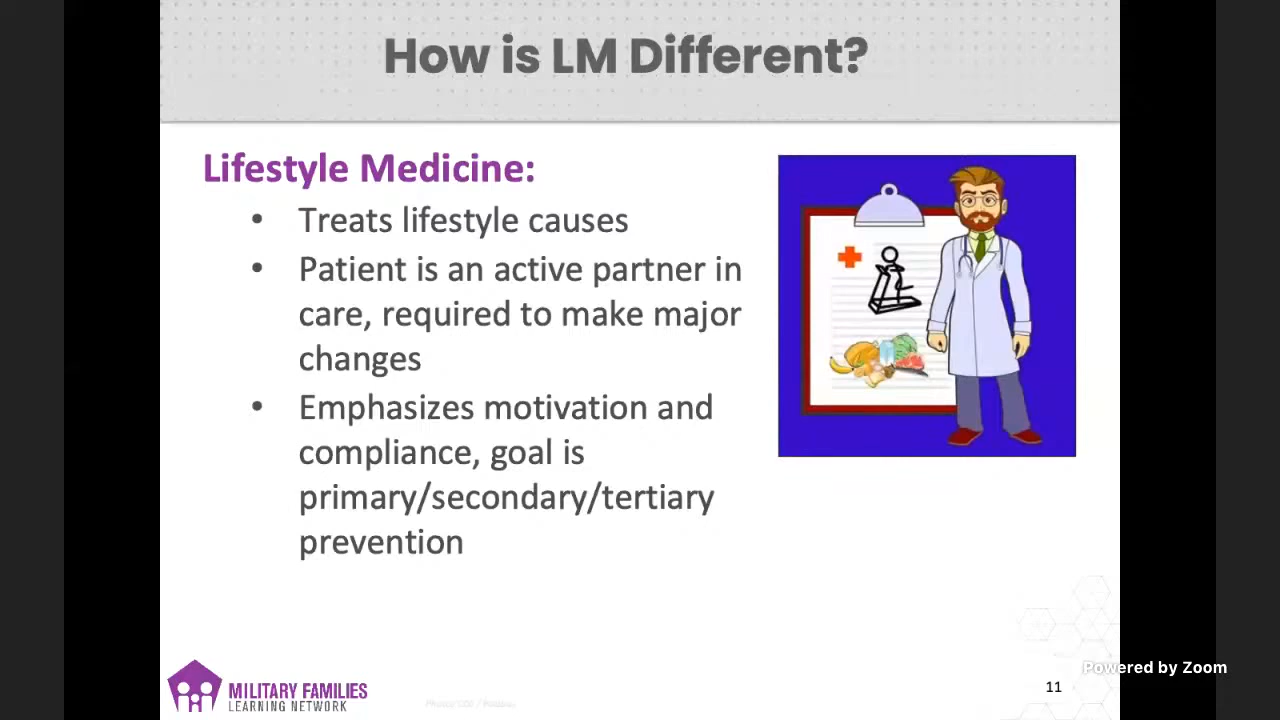 How is LM Different?
Lifestyle Medicine:
• Treats lifestyle causes
• Patient is an active partner in
care, required to make major
changes
• Emphasizes motivation and
compliance, goal is
primary/secondary/tertiary
prevention
MILITARY FAMILIES
LEARNING NETWORK
11
Powered by Zoom